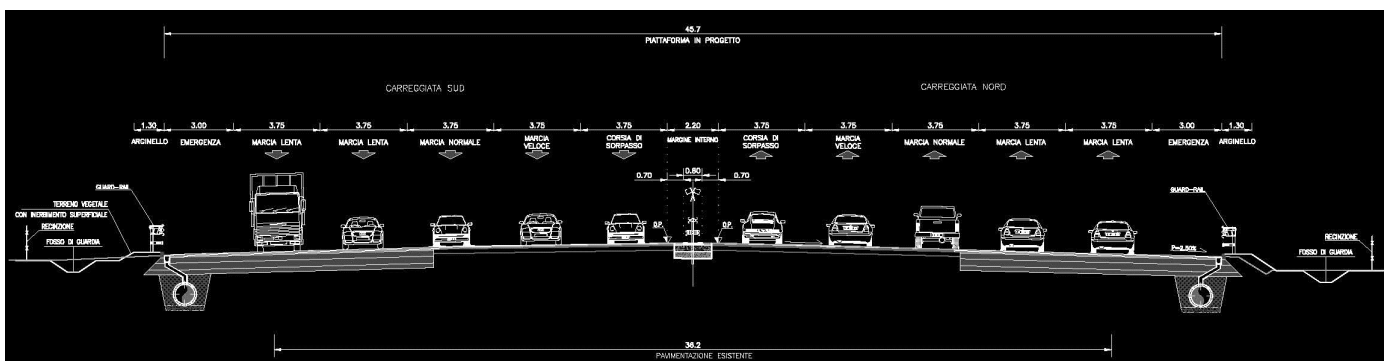 45.7
PIATTAFORMA IN PROGETTO
CARREGGIATA SUD
CARREGGIATA NORD
1.30 3.00 3.75 3.75 3.75 3.75 3.75 2.20 3.75 3.75 3.75 3.75 3.75 3.00 1.30
ARGINELLO EMERGENZA MARCIA LENTA MARCIA LENTA MARCIA NORMALE MARCIA VELOCE CORSIA DI SORPASSO MARGINE INTERNO CORSIA DI SORPASSO MARCIA VELOCE MARCIA NORMALE MARCIA LENTA MARCIA LENTA EMERGENZA ARGINELLO
0.70 0.80 0.70
GUARD-RAIL
TERRENO VEGETALE
CON INERBIMENTO SUPERFICIALE
RECINZIONE
FOSSO DI GUARDIA
D.P. D.P.
GUARD-RAIL
P=2.50%
RECINZIONE
FOSSO DI GUARDIA
36.2
PAVIMENTAZIONE ESISTENTE